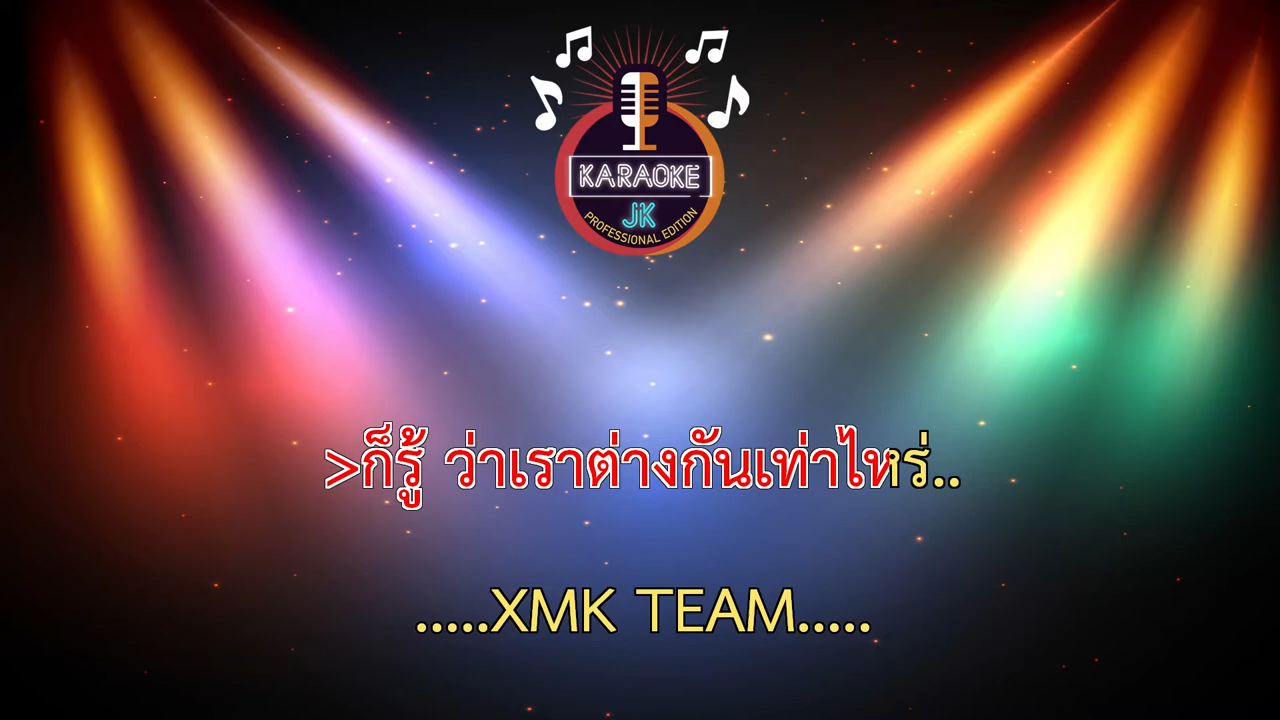 KARAOKE
JK
PROFESSIONAL EDITION
>ก็รู้ ว่าเราต่างกันเท่าไหร่..
.....XMK TEAM.....